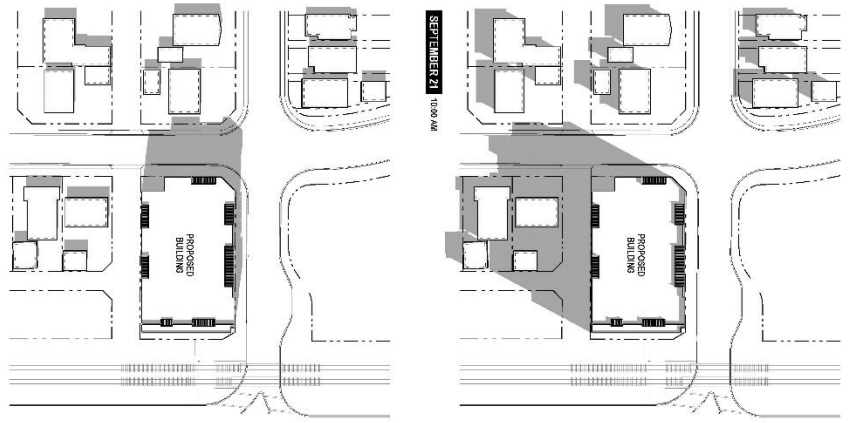 SEPTEMBER 21
10:00 AM
PROPOSED
BUILDING
PROPOSED
BUILDING